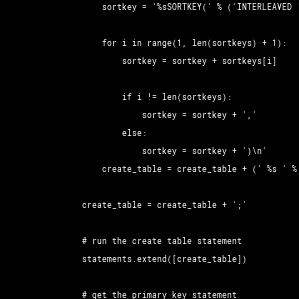 sortkey = '%sSORTKEY(' % ('INTERLEAVED
for i in range(1, len(sortkeys) + 1):
sortkey = sortkey + sortkeys[i]
if i != len(sortkeys):
sortkey = sortkey + ','
else:
sortkey = sortkey + ')\n'
create_table = create_table + (' %s ' %
create_table = create_table + ';'
# run the create table statement
statements.extend([create_table])
# get the primary key statement